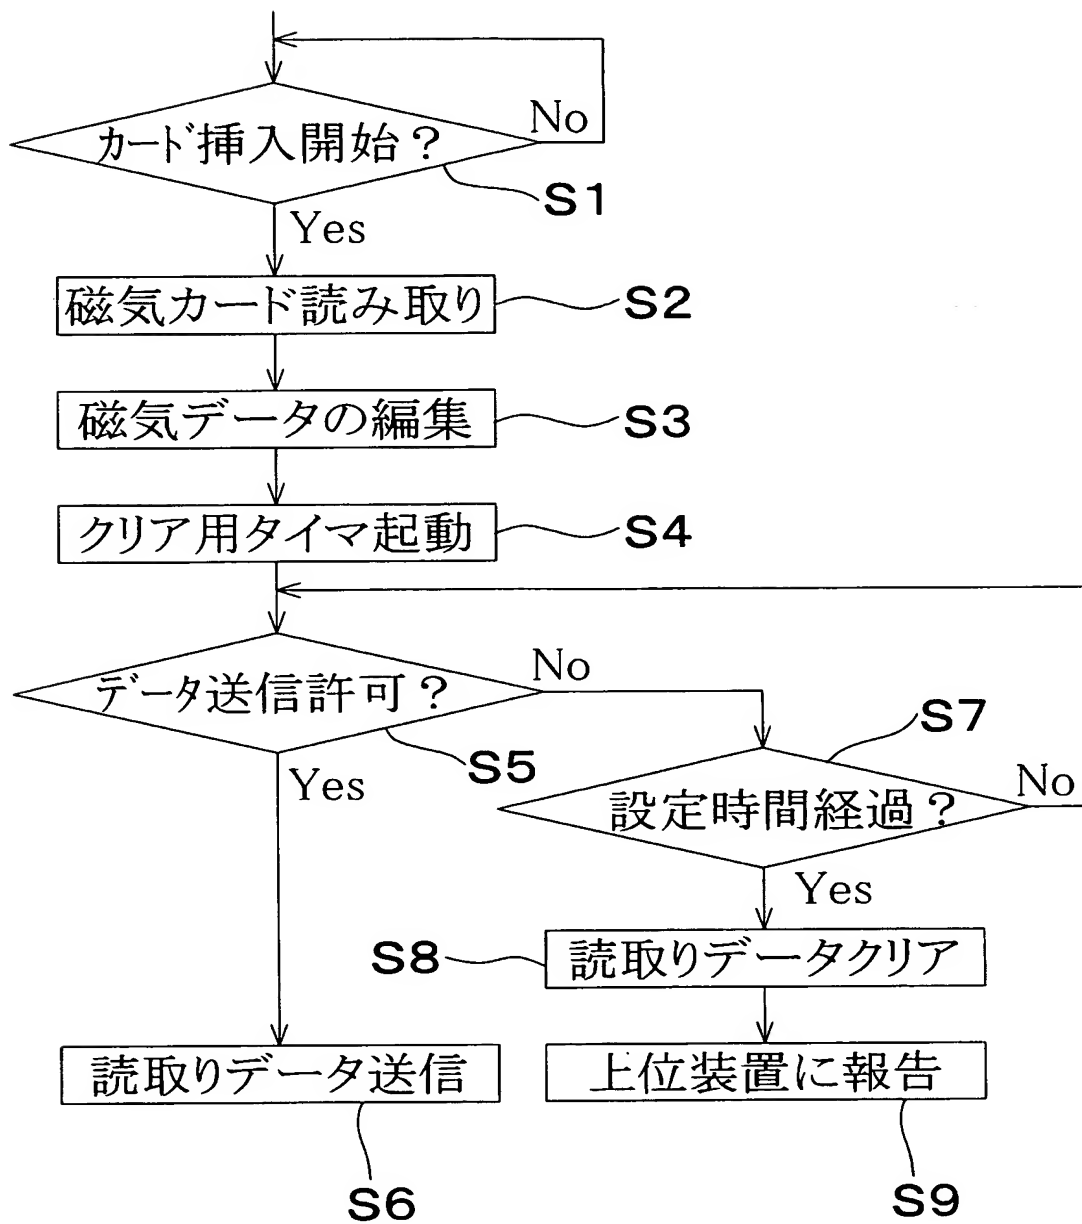 No
カード挿入開始？
S1
Yes
磁気カード読み取り
S2
磁気データの編集
S3
クリア用タイマ起動
S4
No
データ送信許可？
S5
S7
No
Yes
設定時間経過？
Yes
S8
読取りデータクリア
読取りデータ送信
上位装置に報告
S6
S9